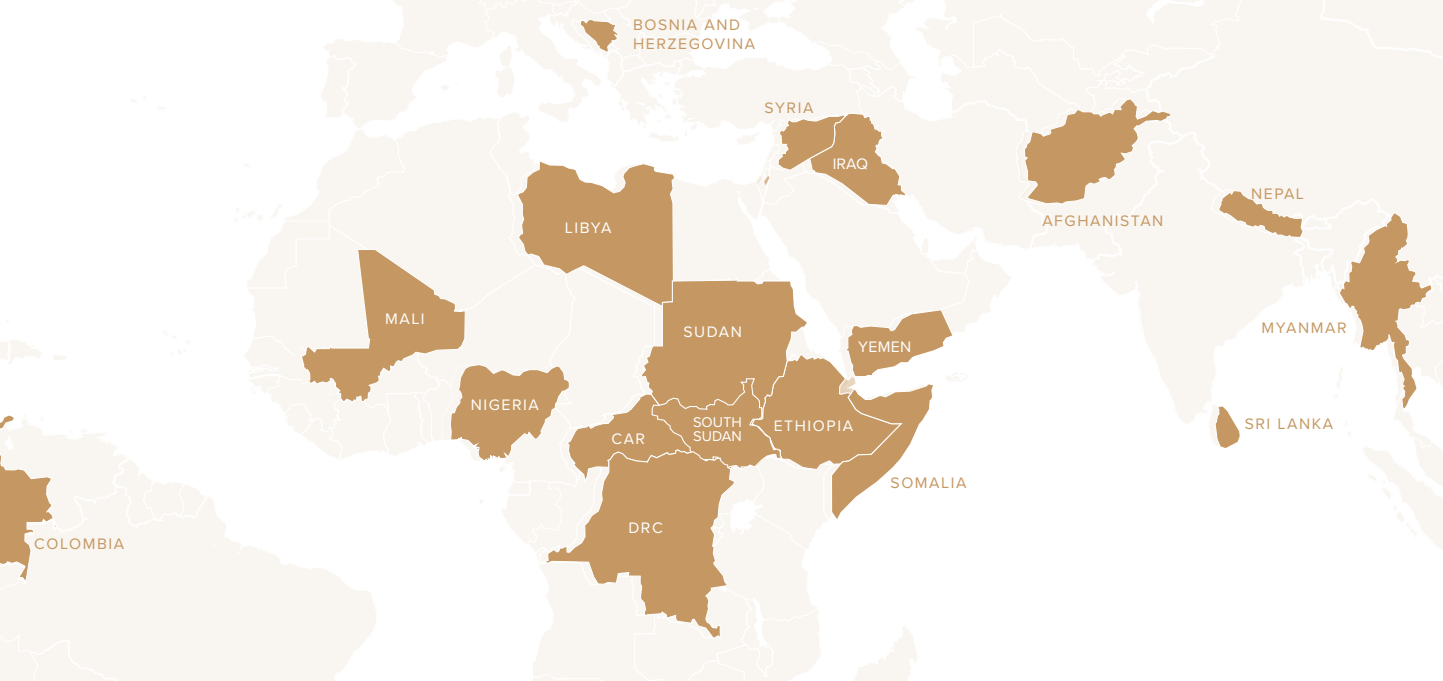 BOSNIA AND
HERZEGOVINA
SYRIA
IRAQ
NEPAL
AFGHANISTAN
LIBYA
MALI
SUDAN
MYANMAR
YEMEN
NIGERIA
SOUTH
SUDAN
ETHIOPIA
SRI LANKA
CAR
SOMALIA
DRC
COLOMBIA